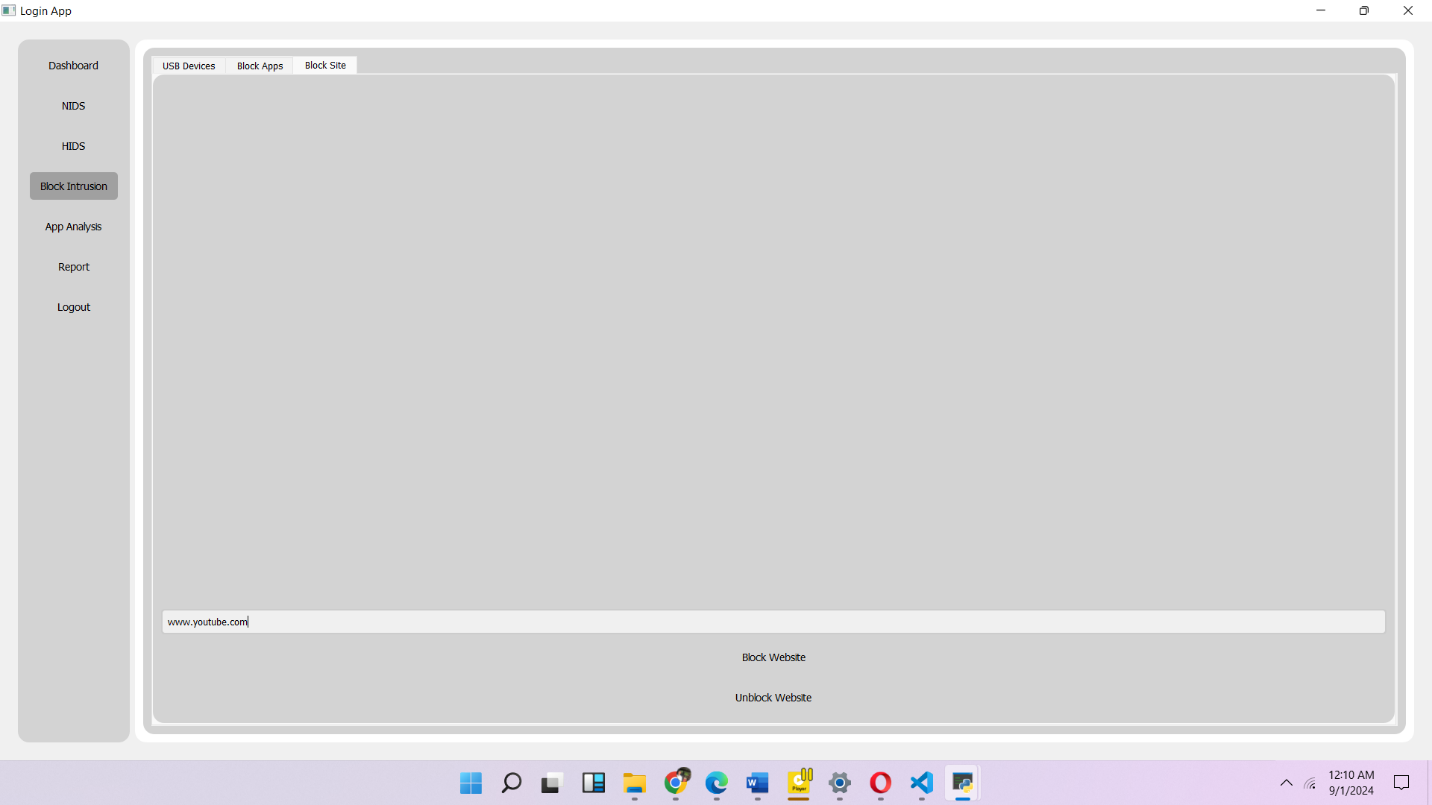 Login App
Dashboard
NIDS
HIDS
Block Intrusion
App Analysis
Report
Logout
USB Devices
Block Apps
Block Site
www.youtube.com
Block Website
Unblock Website
Player
12:10 AM
9/1/2024